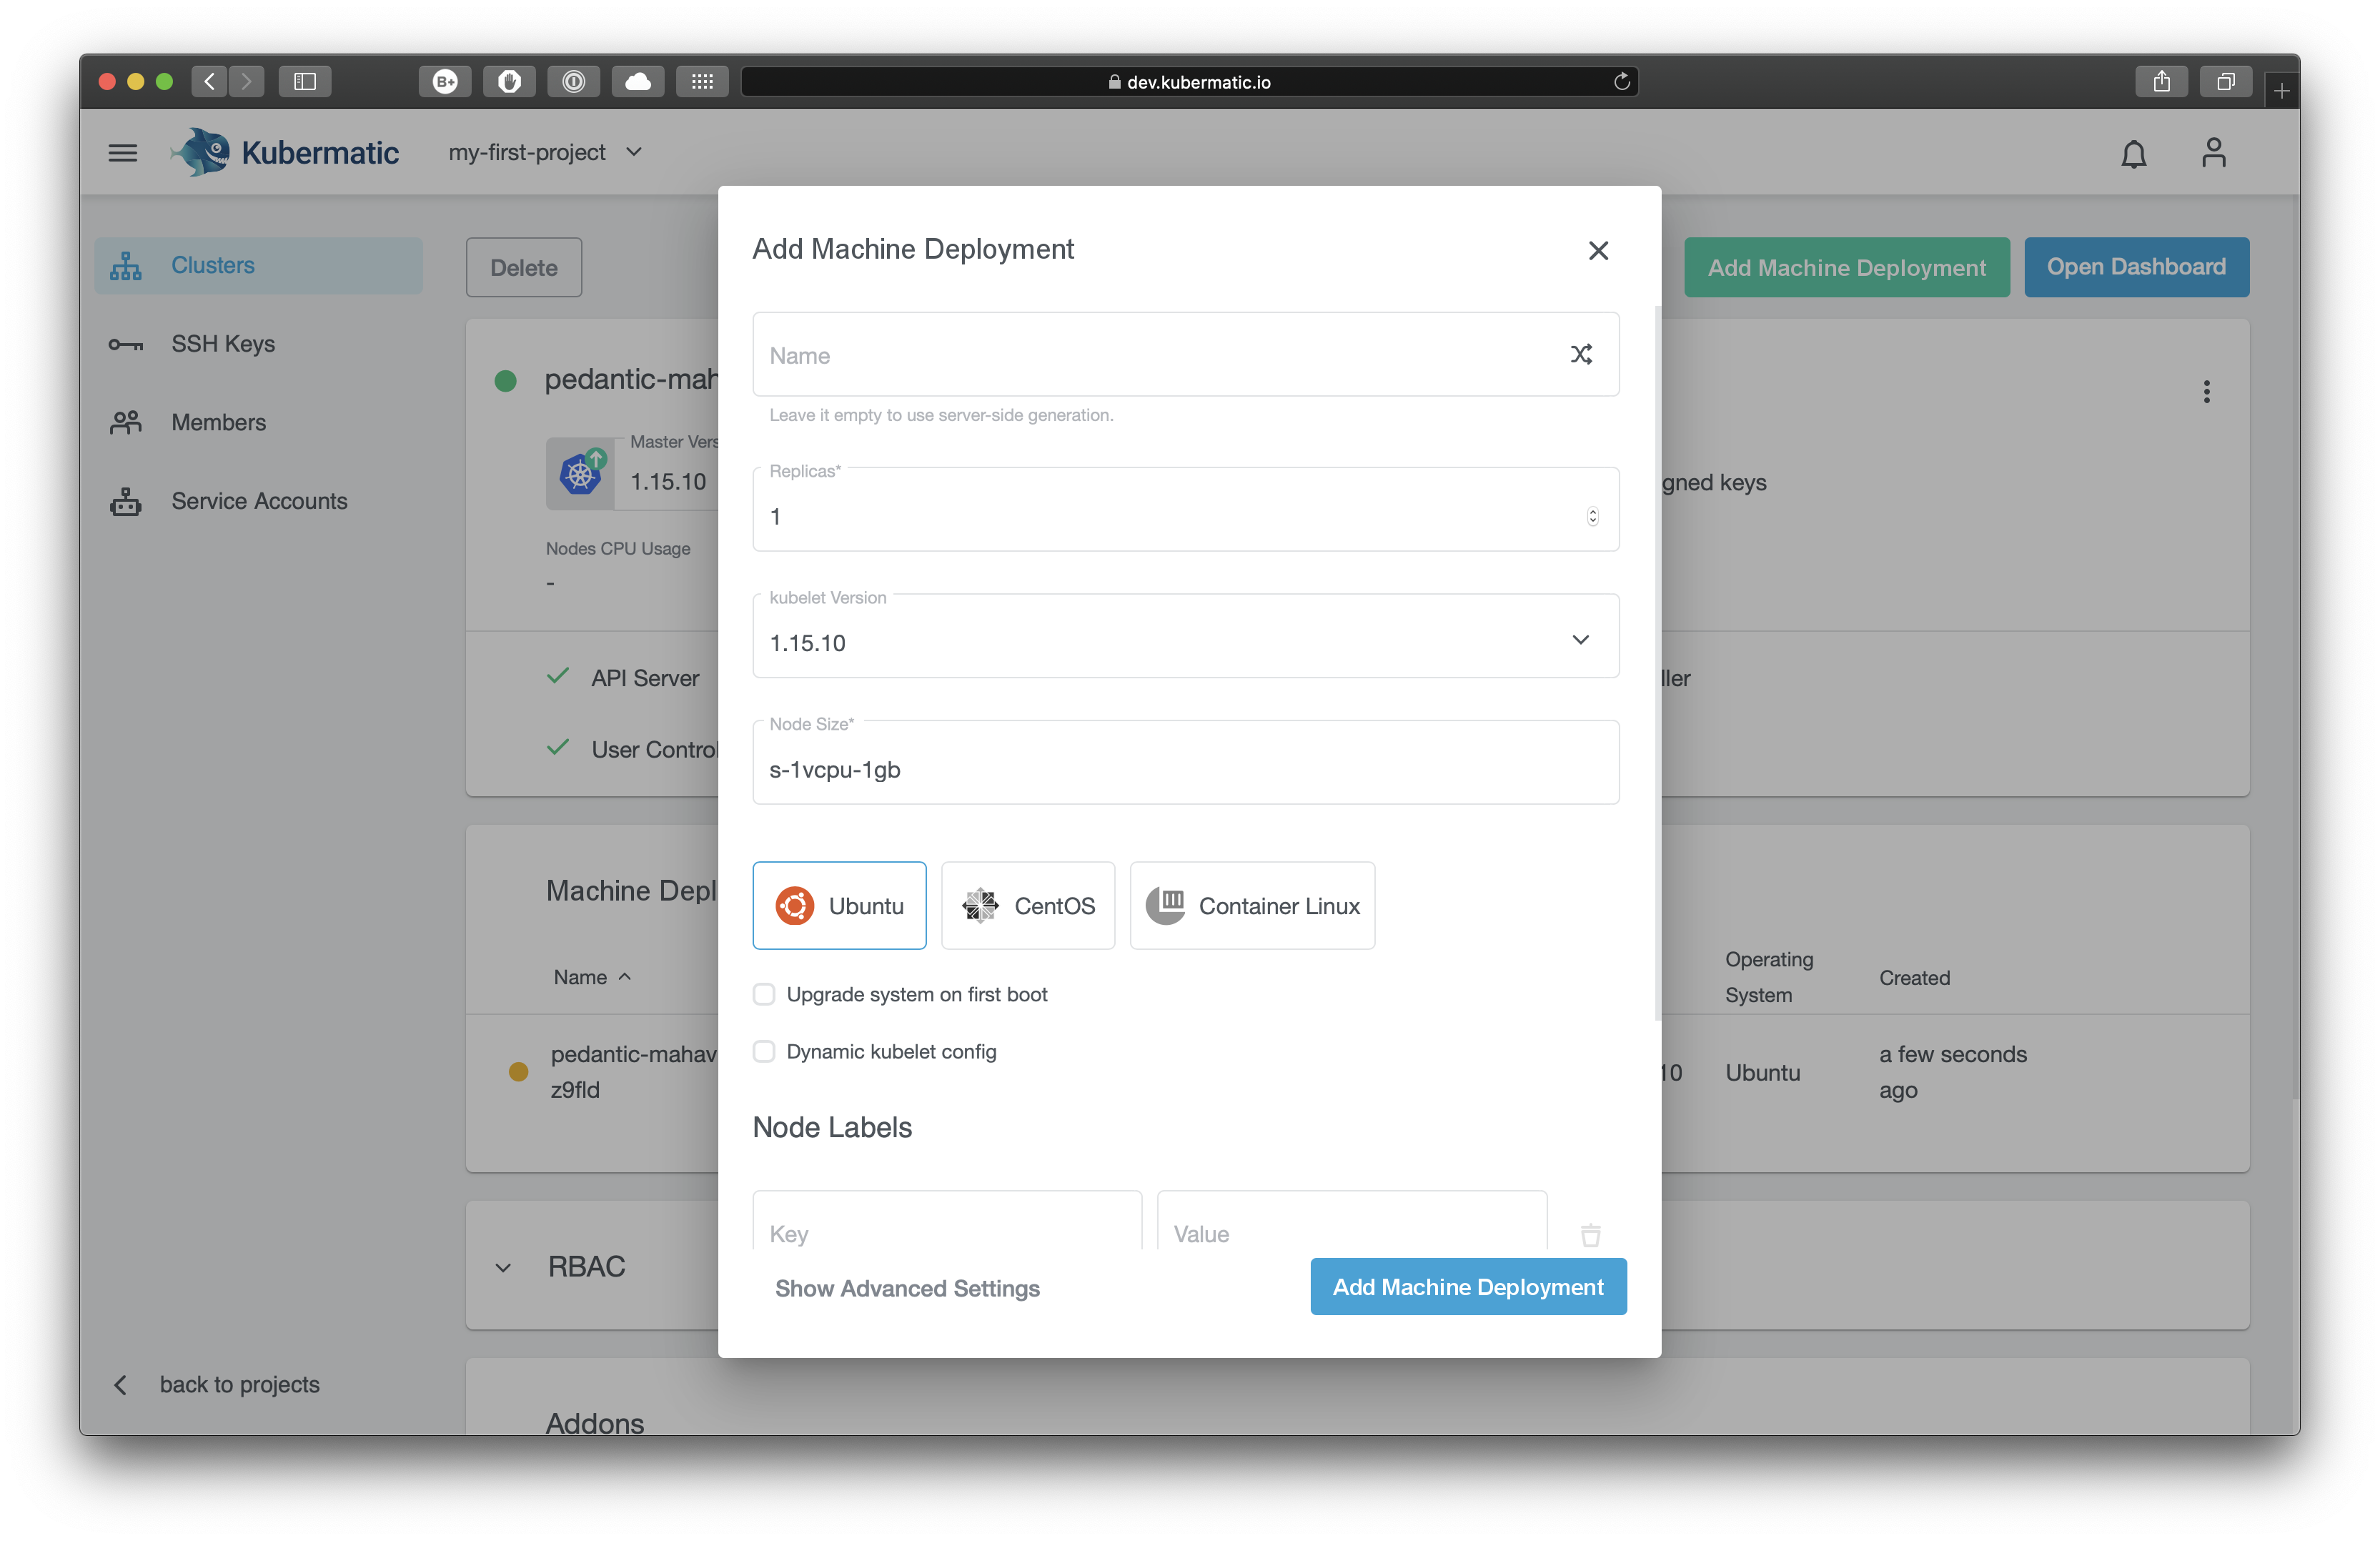 B+
dev.kubermatic.io
Kubermatic
my-first-project
Clusters
SSH Keys
Members
Service Accounts
back to projects
Delete
Add Machine Deployment
Open Dashboard
pedantic-mah
Master Vers
1.15.10
gned keys
Nodes CPU Usage
-
API Server
ller
User Control
Machine Depl
Name
Operating
System
Created
pedantic-mahav
z9fld
10
Ubuntu
a few seconds
ago
RBAC
Addons
Add Machine Deployment
Name
Leave it empty to use server-side generation.
Replicas*
1
kubelet Version
1.15.10
Node Size*
s-1vcpu-1gb
Ubuntu
CentOS
Container Linux
Upgrade system on first boot
Dynamic kubelet config
Node Labels
Key
Value
Show Advanced Settings
Add Machine Deployment